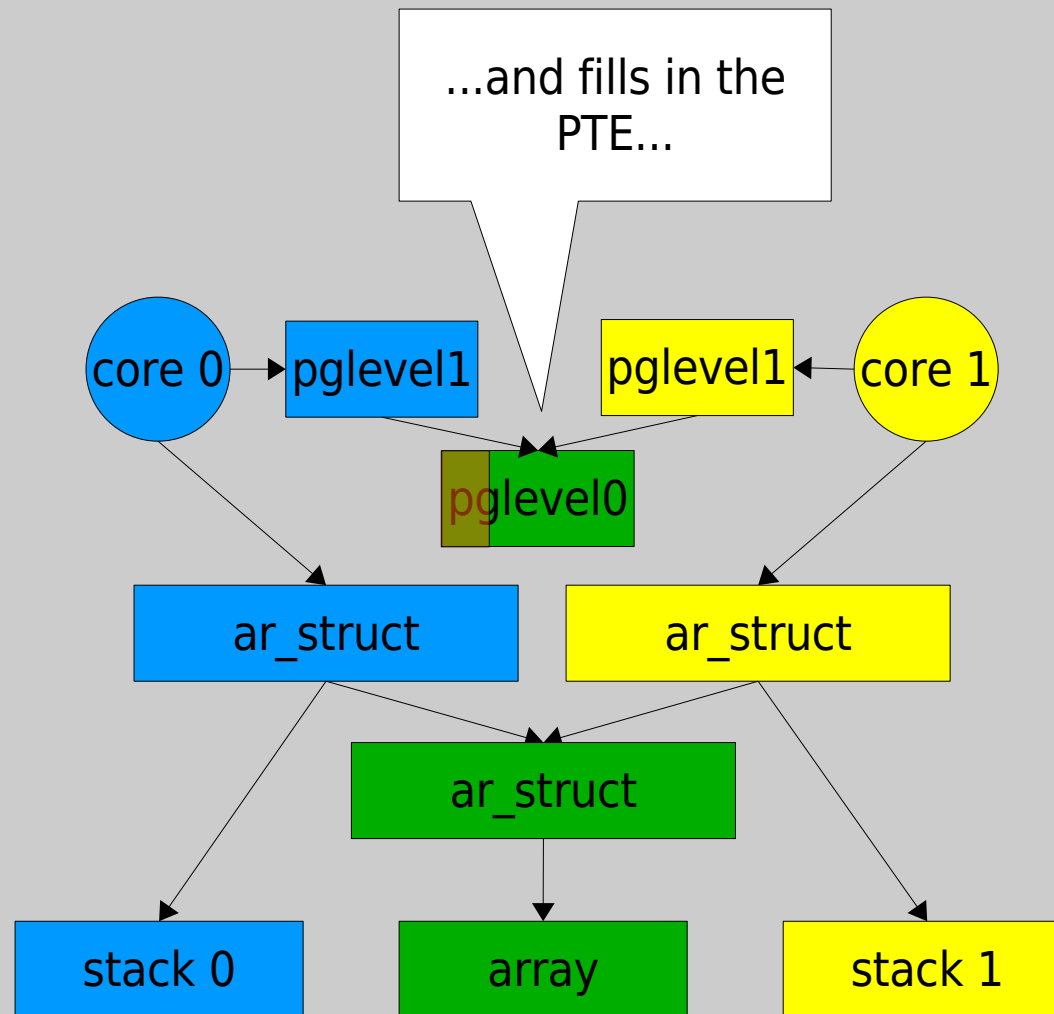 ...and fills in the
PTE...
core 0
pglevel1
pglevel1
core 1
pglevel0
ar_struct
ar_struct
ar_struct
stack 0
array
stack 1